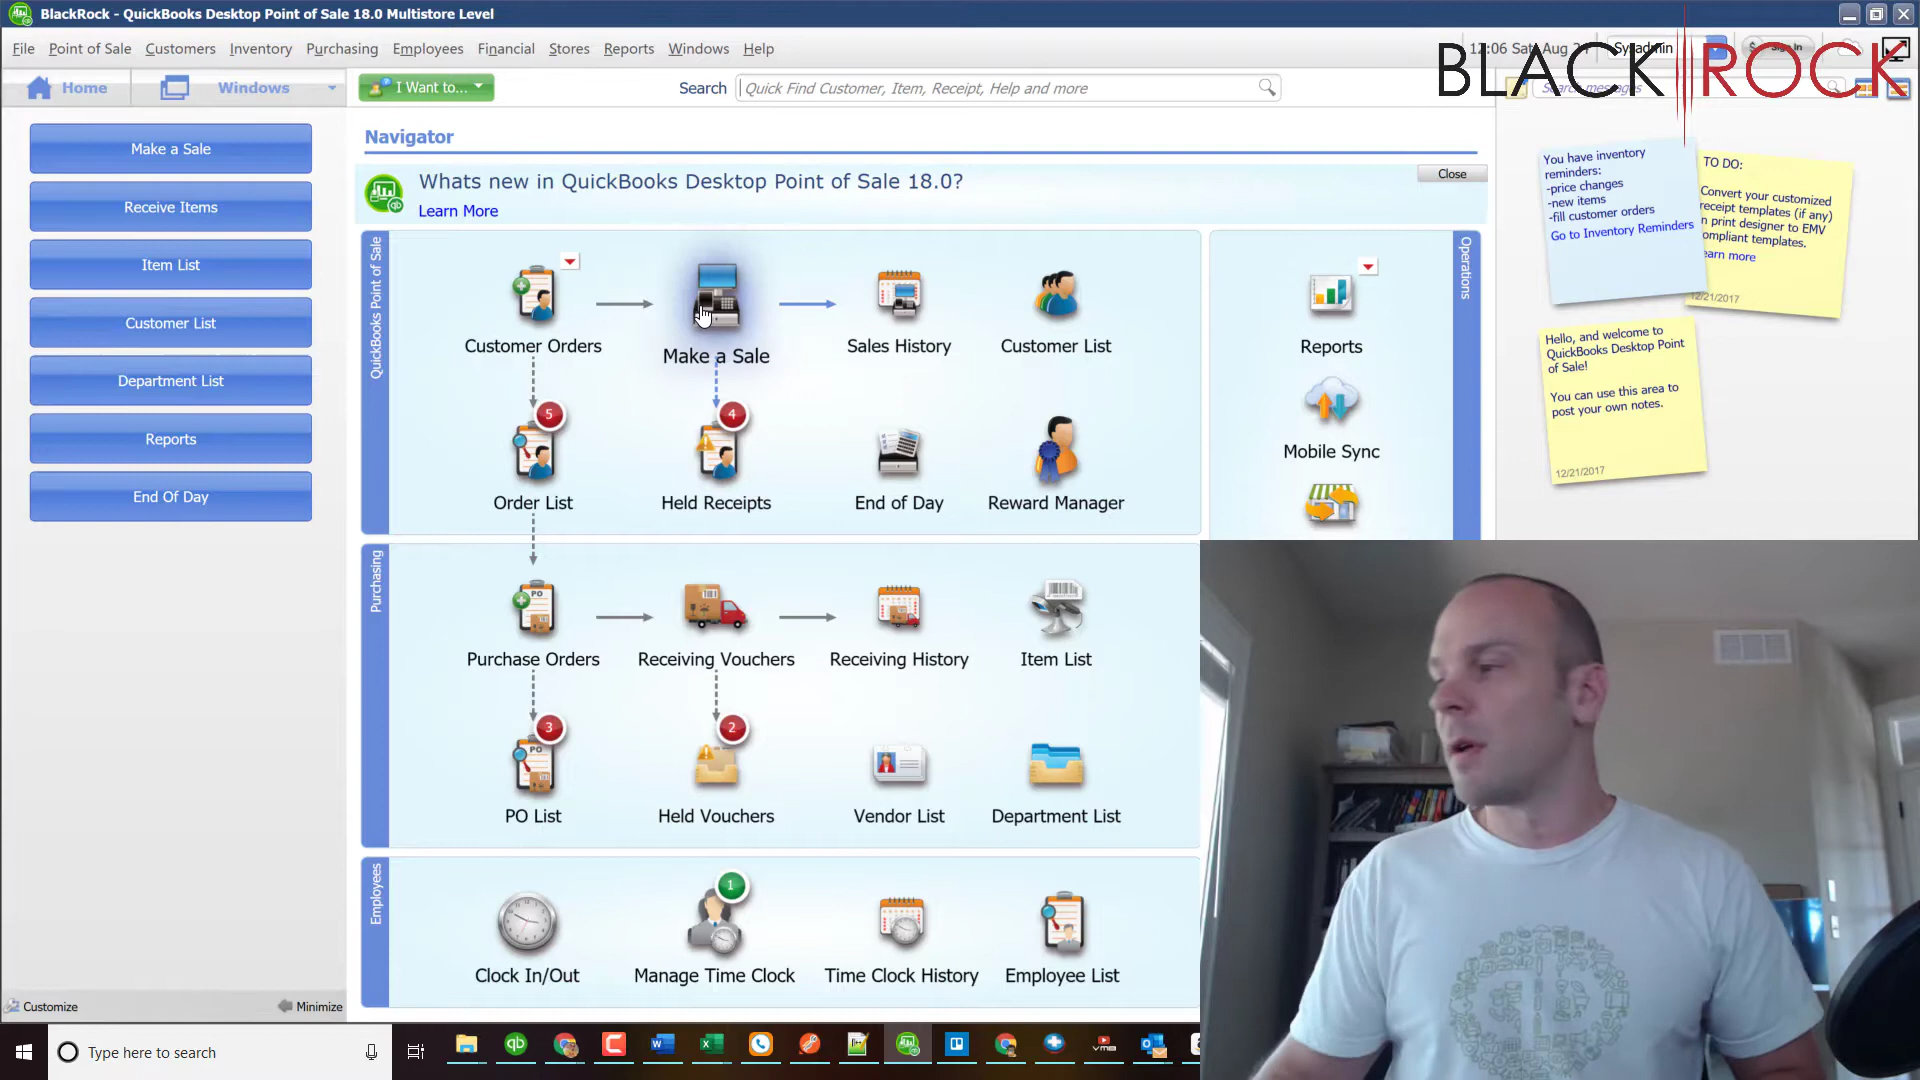 BlackRock - QuickBooks Desktop Point of Sale 18.0 Multistore Level
File Point of Sale Customers Inventory Purchasing Employees Financial Stores Reports Windows Help
Sysadmin
BLACK ROCK
Home
Windows
I Want to...
Search
Quick Find Customer, Item, Receipt, Help and more
Search messages
Make a Sale
Receive Items
Item List
Customer List
Department List
Reports
End Of Day
Customize
Minimize
Navigator
Whats new in QuickBooks Desktop Point of Sale 18.0?
Learn More
Close
QuickBooks Point of Sale
Customer Orders
Make a Sale
Sales History
Customer List
5
4
Order List
Held Receipts
End of Day
Reward Manager
Operations
Reports
Mobile Sync
Purchasing
PO
Purchase Orders
Receiving Vouchers
Receiving History
Item List
3
2
PO
PO List
Held Vouchers
Vendor List
Department List
Employees
1
Clock In/Out
Manage Time Clock
Time Clock History
Employee List
You have inventory
reminders:
-price changes
-new items
-fill customer orders
Go to Inventory Reminders
TO DO:
Convert your customized
receipt templates (if any)
n print designer to EMV
ompliant templates.
earn more
12/21/2017
Hello, and welcome to
QuickBooks Desktop Point
of Sale!
You can use this area to
post your own notes.
12/21/2017
Type here to search